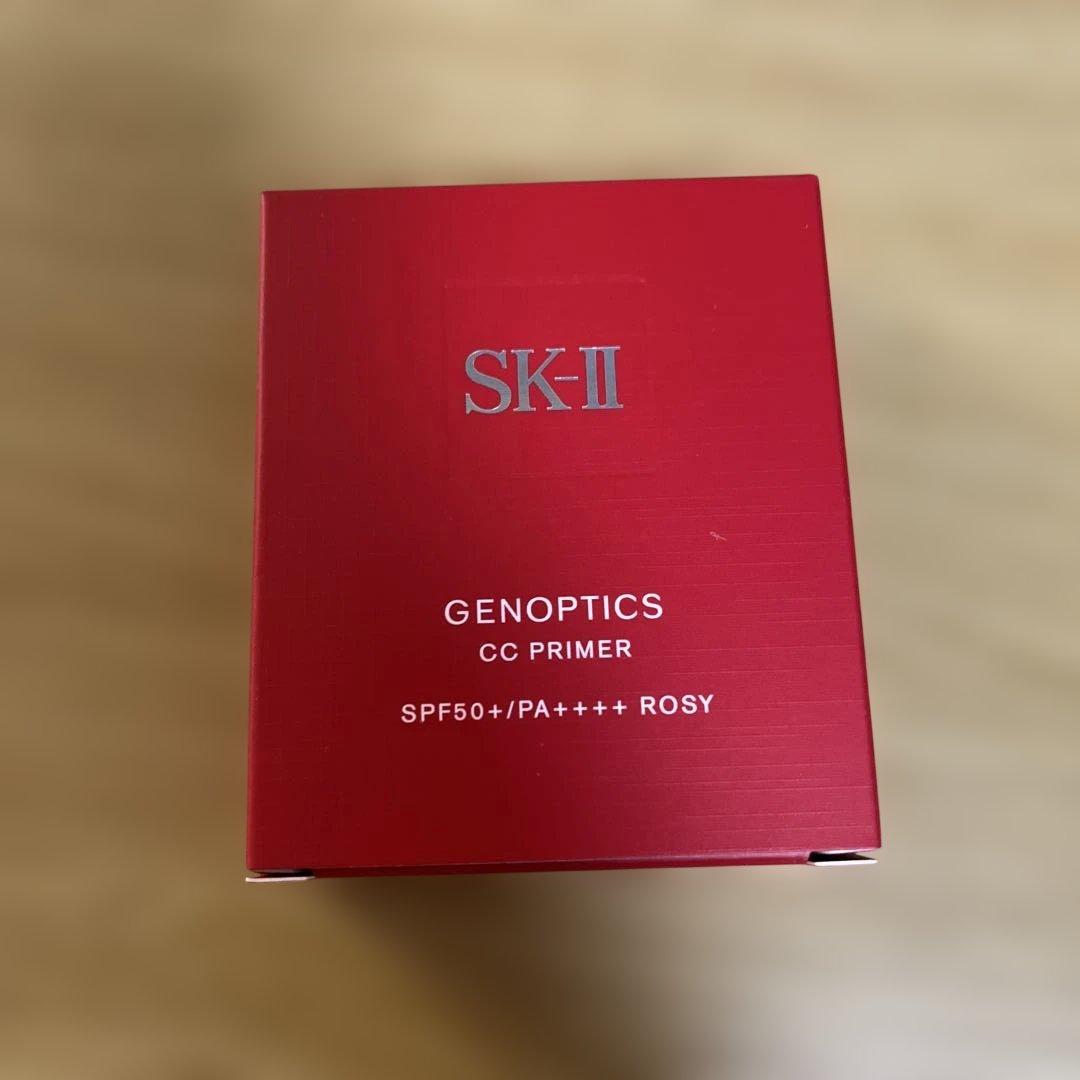 SK-II
GENOPTICS
CC PRIMER
SPF50+/PA++++ ROSY